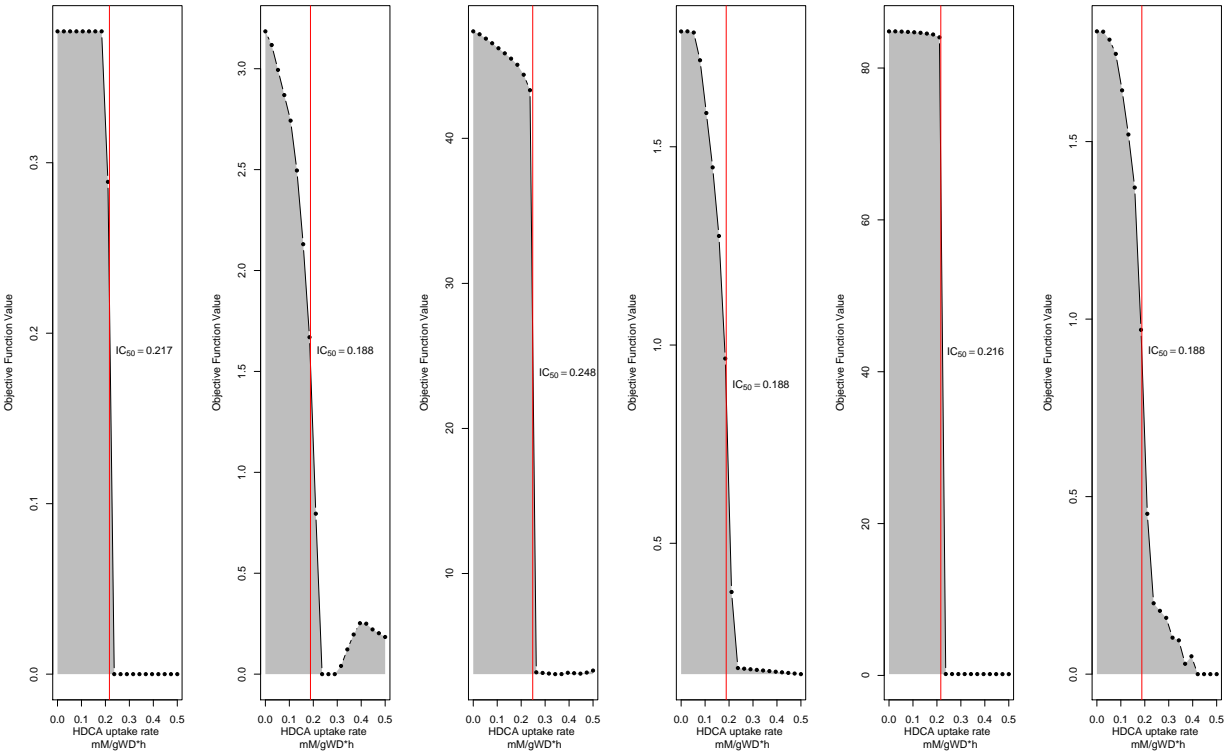 Objective Function Value
0.0
0.1
0.2
0.3
IC50 = 0.217
0.0 0.1 0.2 0.3 0.4 0.5
HDCA uptake rate
mM/gWD*h
Objective Function Value
0.0
0.5
1.0
1.5
2.0
2.5
3.0
IC50 = 0.188
0.0 0.1 0.2 0.3 0.4 0.5
HDCA uptake rate
mM/gWD*h
Objective Function Value
10
20
30
40
IC50 = 0.248
0.0 0.1 0.2 0.3 0.4 0.5
HDCA uptake rate
mM/gWD*h
Objective Function Value
0.5
1.0
1.5
IC50 = 0.188
0.0 0.1 0.2 0.3 0.4 0.5
HDCA uptake rate
mM/gWD*h
Objective Function Value
0
20
40
60
80
IC50 = 0.216
0.0 0.1 0.2 0.3 0.4 0.5
HDCA uptake rate
mM/gWD*h
Objective Function Value
0.0
0.5
1.0
1.5
IC50 = 0.188
0.0 0.1 0.2 0.3 0.4 0.5
HDCA uptake rate
mM/gWD*h